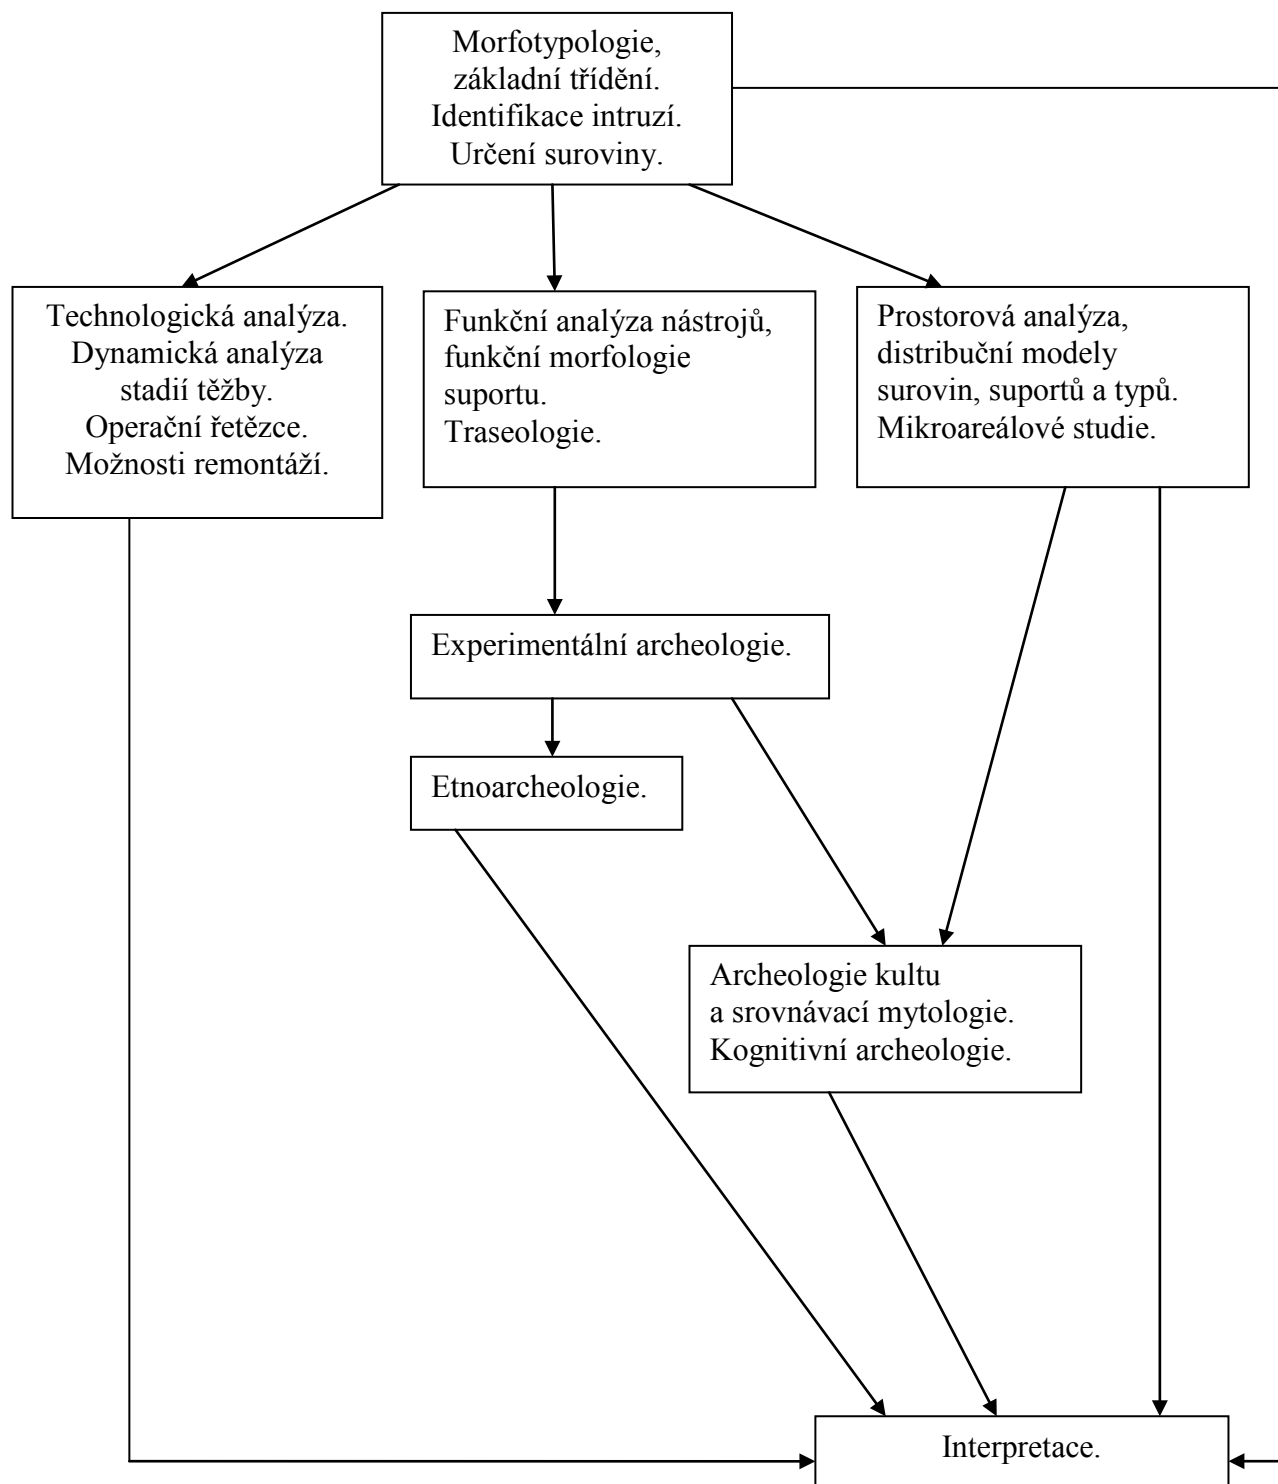 Morfotypologie,
základní třídění.
Identifikace intruzí.
Určení suroviny.
Technologická analýza.
Dynamická analýza
stadií těžby.
Operační řetězce.
Možnosti remontáží.
Funkční analýza nástrojů,
funkční morfologie
suportu.
Traseologie.
Prostorová analýza,
distribuční modely
surovin, suportů a typů.
Mikroareálové studie.
Experimentální archeologie.
Etnoarcheologie.
Archeologie kultu
a srovnávací mytologie.
Kognitivní archeologie.
Interpretace.